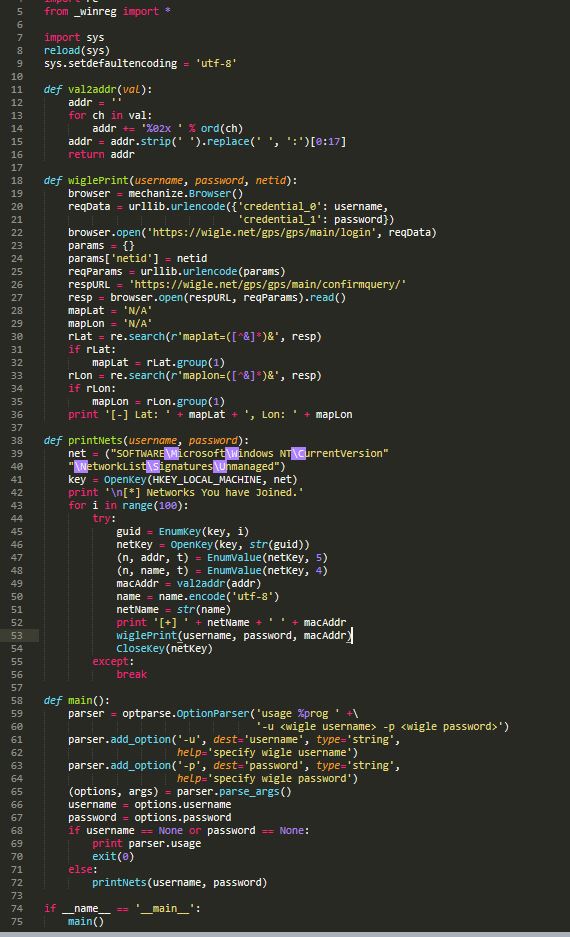 5 from _winreg import *
6
7 import sys
8 reload(sys)
9 sys.setdefaultencoding = 'utf-8'
10
11 def val2addr(val):
12     addr = ''
13     for ch in val:
14         addr += '%02x ' % ord(ch)
15     addr = addr.strip(' ').replace(' ', ':')[0:17]
16     return addr
17
18 def wiglePrint(username, password, netid):
19     browser = mechanize.Browser()
20     reqData = urllib.urlencode({'credential_0': username,
21                                 'credential_1': password})
22     browser.open('https://wigle.net/gps/gps/main/login', reqData)
23     params = {}
24     params['netid'] = netid
25     reqParams = urllib.urlencode(params)
26     respURL = 'https://wigle.net/gps/gps/main/confirmquery/'
27     resp = browser.open(respURL, reqParams).read()
28     mapLat = 'N/A'
29     mapLon = 'N/A'
30     rLat = re.search(r'maplat=([^&]*)&', resp)
31     if rLat:
32         mapLat = rLat.group(1)
33     rLon = re.search(r'maplon=([^&]*)&', resp)
34     if rLon:
35         mapLon = rLon.group(1)
36     print '[-] Lat: ' + mapLat + ', Lon: ' + mapLon
37
38 def printNets(username, password):
39     net = ("SOFTWARE\Microsoft\Windows NT\CurrentVersion"
40     "\NetworkList\Signatures\Unmanaged")
41     key = OpenKey(HKEY_LOCAL_MACHINE, net)
42     print '\n[*] Networks You have Joined.'
43     for i in range(100):
44         try:
45             guid = EnumKey(key, i)
46             netKey = OpenKey(key, str(guid))
47             (n, addr, t) = EnumValue(netKey, 5)
48             (n, name, t) = EnumValue(netKey, 4)
49             macAddr = val2addr(addr)
50             name = name.encode('utf-8')
51             netName = str(name)
52             print '[+] ' + netName + ' ' + macAddr
53             wiglePrint(username, password, macAddr)
54             CloseKey(netKey)
55         except:
56             break
57
58 def main():
59     parser = optparse.OptionParser('usage %prog ' +\
60                                    '-u <wigle username> -p <wigle password>')
61     parser.add_option('-u', dest='username', type='string',
62                       help='specify wigle username')
63     parser.add_option('-p', dest='password', type='string',
64                       help='specify wigle password')
65     (options, args) = parser.parse_args()
66     username = options.username
67     password = options.password
68     if username == None or password == None:
69         print parser.usage
70         exit(0)
71     else:
72         printNets(username, password)
73
74 if __name__ == '__main__':
75     main()